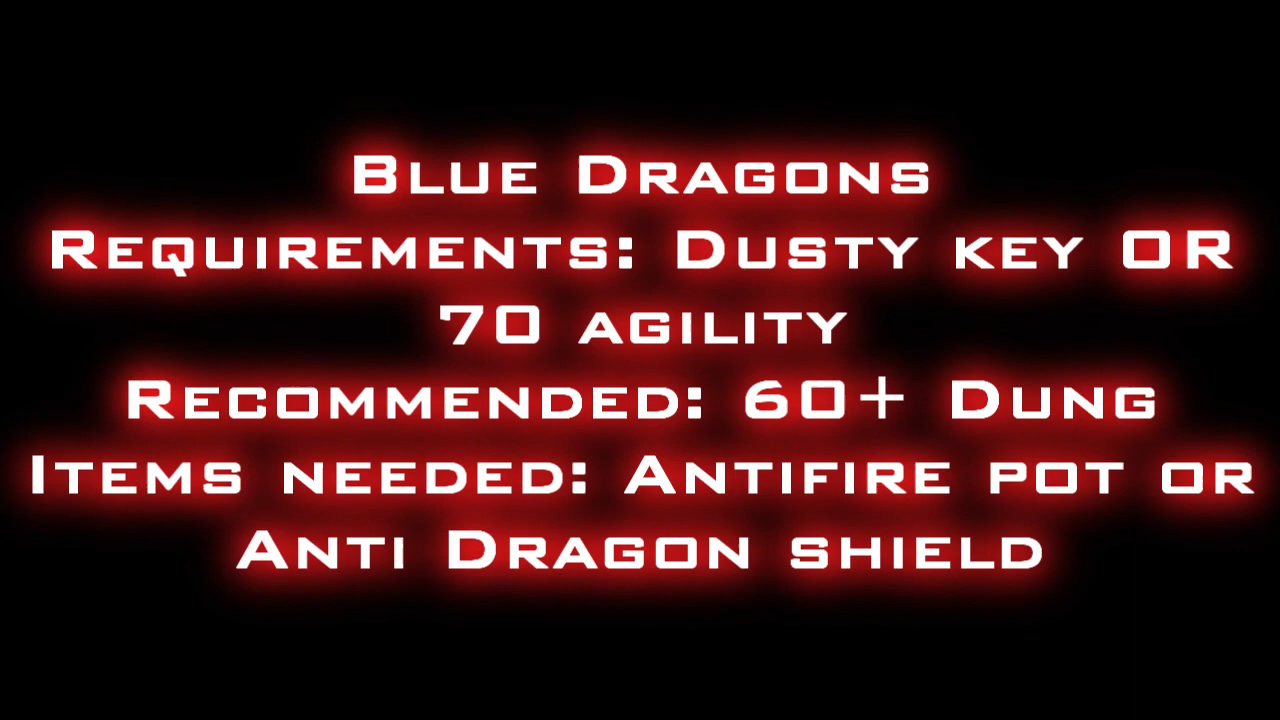 Blue Dragons
Requirements: Dusty key OR
70 agility
Recommended: 60+ Dung
Items needed: Antifire pot or
Anti Dragon shield